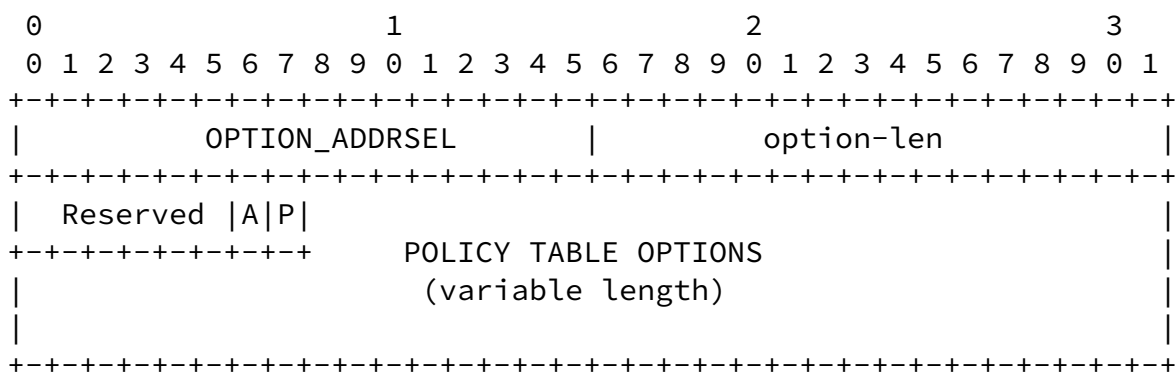 0                   1                   2                   3
 0 1 2 3 4 5 6 7 8 9 0 1 2 3 4 5 6 7 8 9 0 1 2 3 4 5 6 7 8 9 0 1
+-+-+-+-+-+-+-+-+-+-+-+-+-+-+-+-+-+-+-+-+-+-+-+-+-+-+-+-+-+-+-+-+
|          OPTION_ADDRSEL       |         option-len            |
+-+-+-+-+-+-+-+-+-+-+-+-+-+-+-+-+-+-+-+-+-+-+-+-+-+-+-+-+-+-+-+-+
|  Reserved |A|P|                                               |
+-+-+-+-+-+-+-+-+     POLICY TABLE OPTIONS                      |
|                      (variable length)                        |
|                                                               |
+-+-+-+-+-+-+-+-+-+-+-+-+-+-+-+-+-+-+-+-+-+-+-+-+-+-+-+-+-+-+-+-+